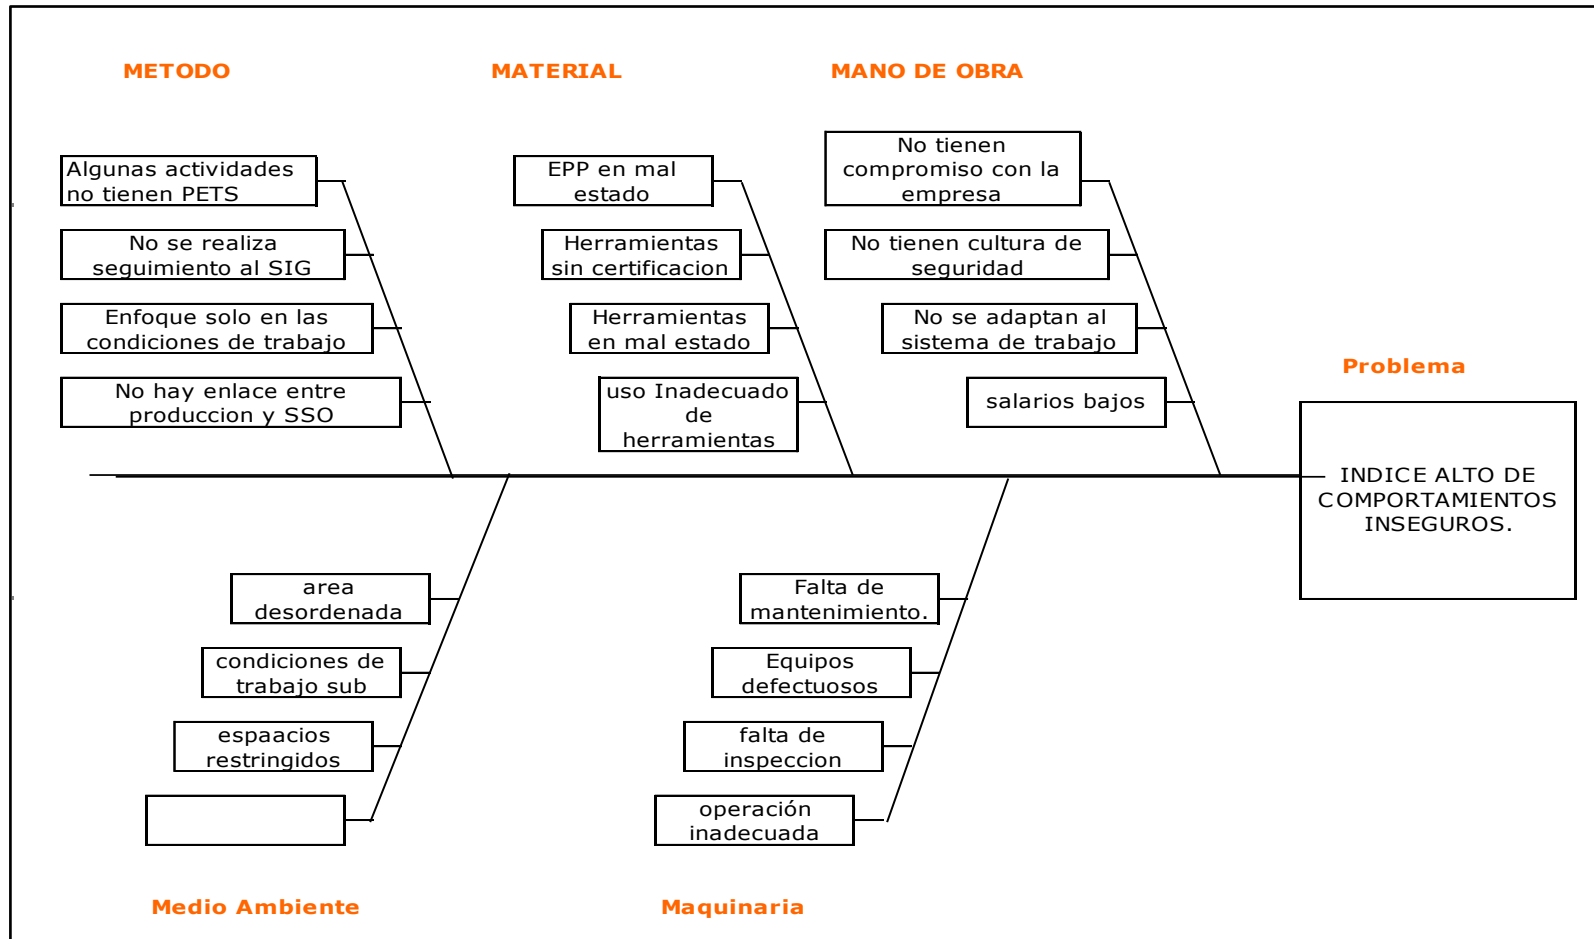 METODO
MATERIAL
MANO DE OBRA
Algunas actividades
no tienen PETS
No se realiza
seguimiento al SIG
Enfoque solo en las
condiciones de trabajo
No hay enlace entre
produccion y SSO
EPP en mal
estado
Herramientas
sin certificacion
Herramientas
en mal estado
uso Inadecuado
de
herramientas
No tienen
compromiso con la
empresa
No tienen cultura de
seguridad
No se adaptan al
sistema de trabajo
salarios bajos
Problema
INDICE ALTO DE
COMPORTAMIENTOS
INSEGUROS.
area
desordenada
condiciones de
trabajo sub
espaacios
restringidos
Falta de
mantenimiento.
Equipos
defectuosos
falta de
inspeccion
operación
inadecuada
Medio Ambiente
Maquinaria